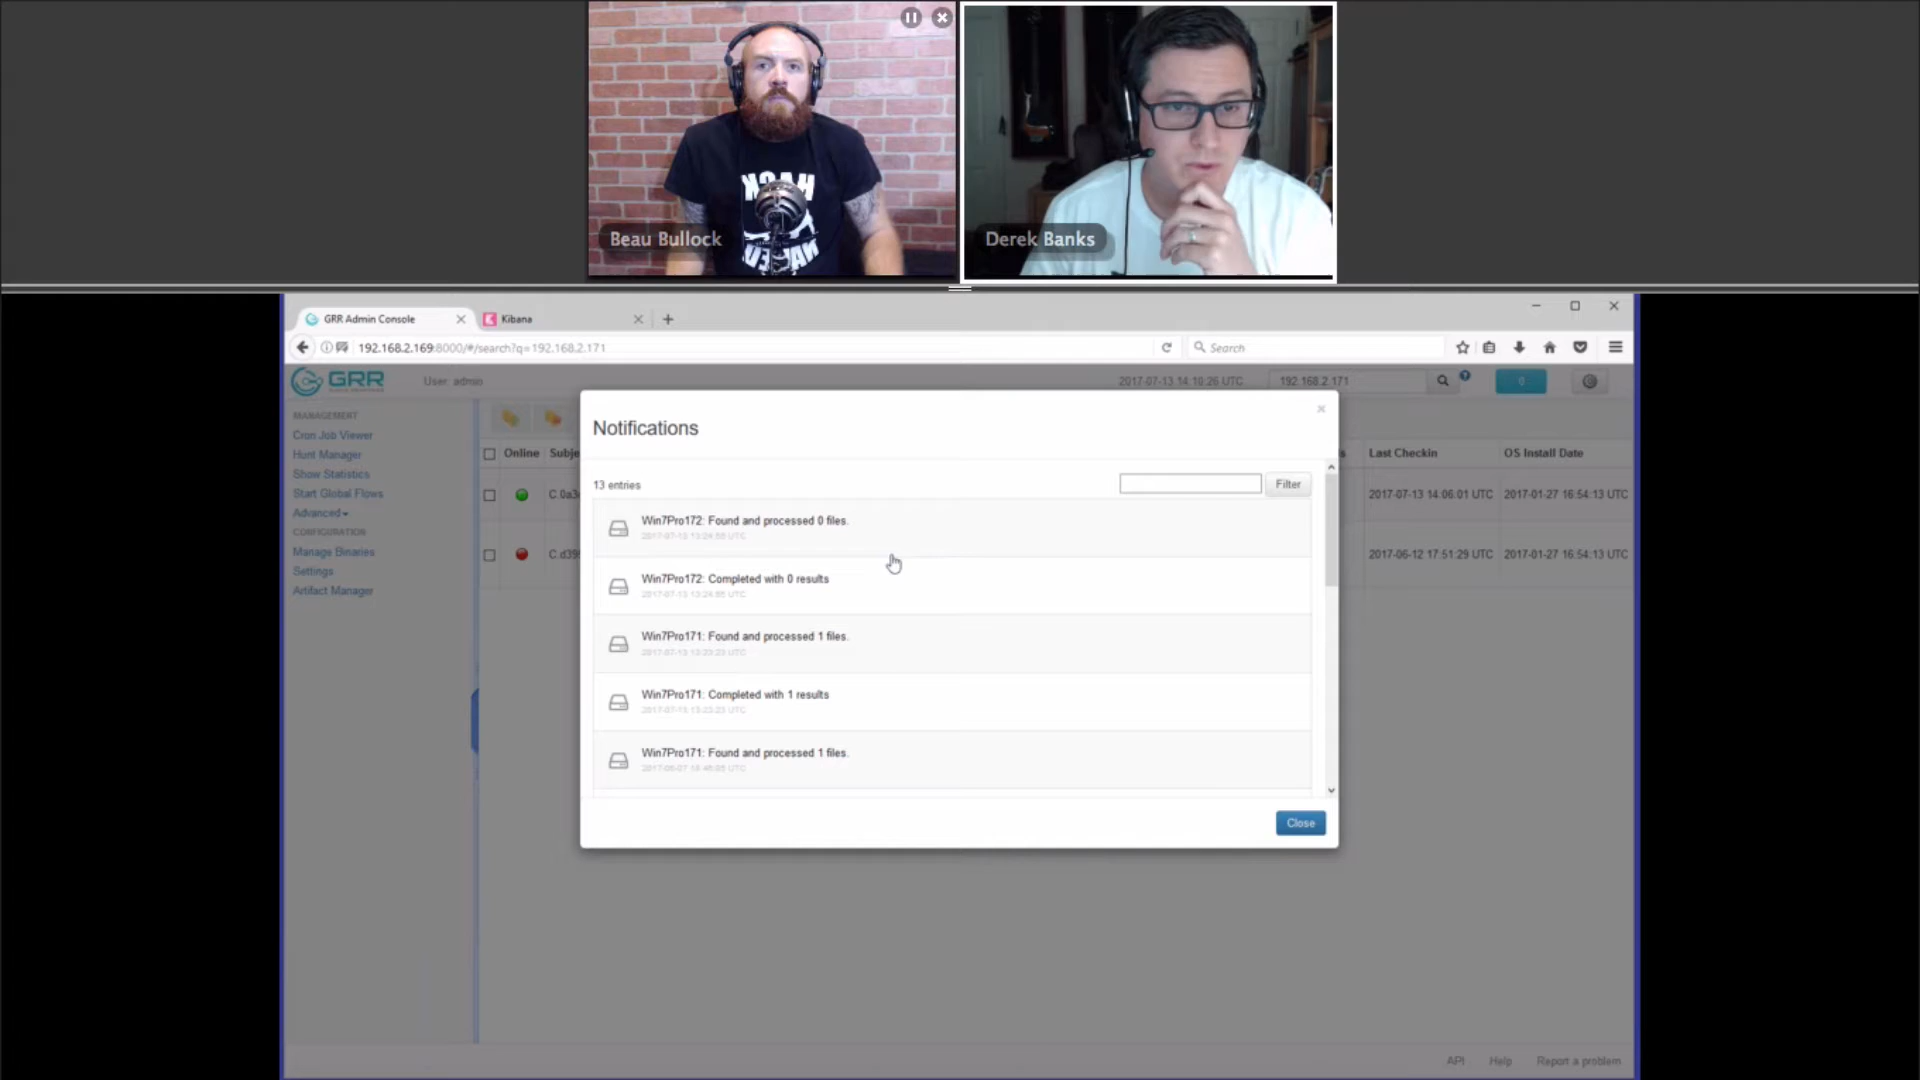 Beau Bullock
Derek Banks
GRR Admin Console
Kibana
192.168.2.169:8000/#/search?q=192.168.2.171
Search
GRR
User: admin
2017-07-13 14:10:26 UTC
192.168.2.171
0
MANAGEMENT
Cron Job Viewer
Hunt Manager
Show Statistics
Start Global Flows
Advanced
CONFIGURATION
Manage Binaries
Settings
Artifact Manager
Online Subje
Last Checkin
OS Install Date
2017-07-13 14:06:01 UTC
2017-01-27 16:54:13 UTC
2017-06-12 17:51:29 UTC
2017-01-27 16:54:13 UTC
Notifications
13 entries
Filter
Win7Pro172: Found and processed 0 files.
Win7Pro172: Completed with 0 results
Win7Pro171: Found and processed 1 files.
Win7Pro171: Completed with 1 results
Win7Pro171: Found and processed 1 files.
Close
API
Help
Report a problem